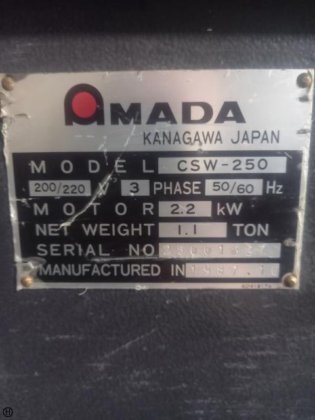 AMADA
KANAGAWA JAPAN
MODEL CSW-250
200/220 V 3 PHASE 50/60 Hz
MOTOR 2.2 kW
NET WEIGHT 1.1 TON
SERIAL NO
MANUFACTURED IN